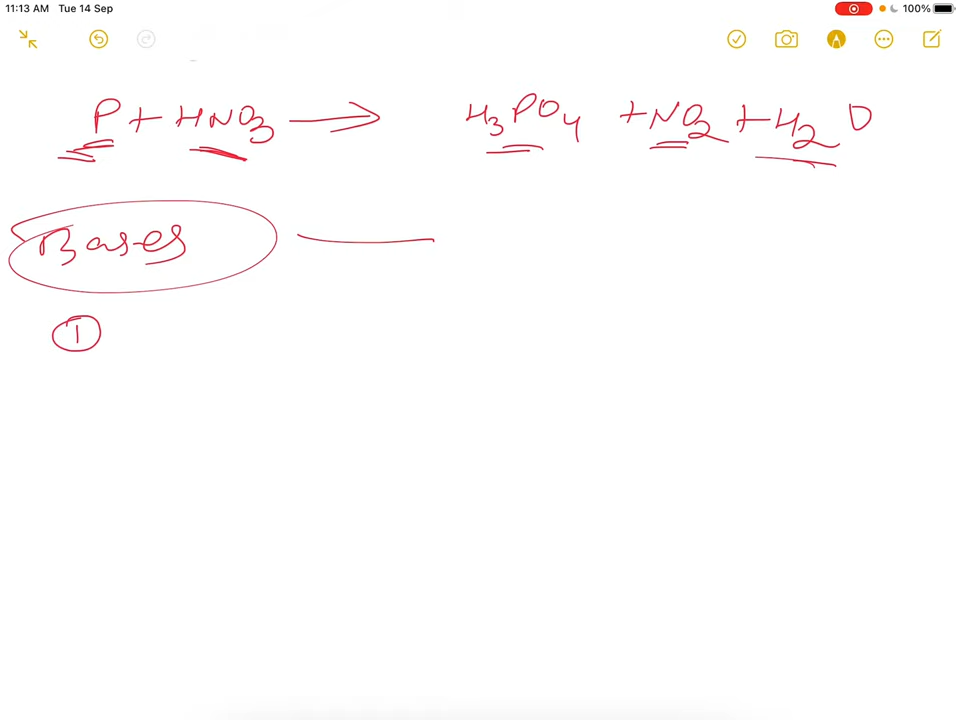 11:13 AM Tue 14 Sep 100%
P + HNO3 → H3PO4 + NO2 + H2O
Bases
1